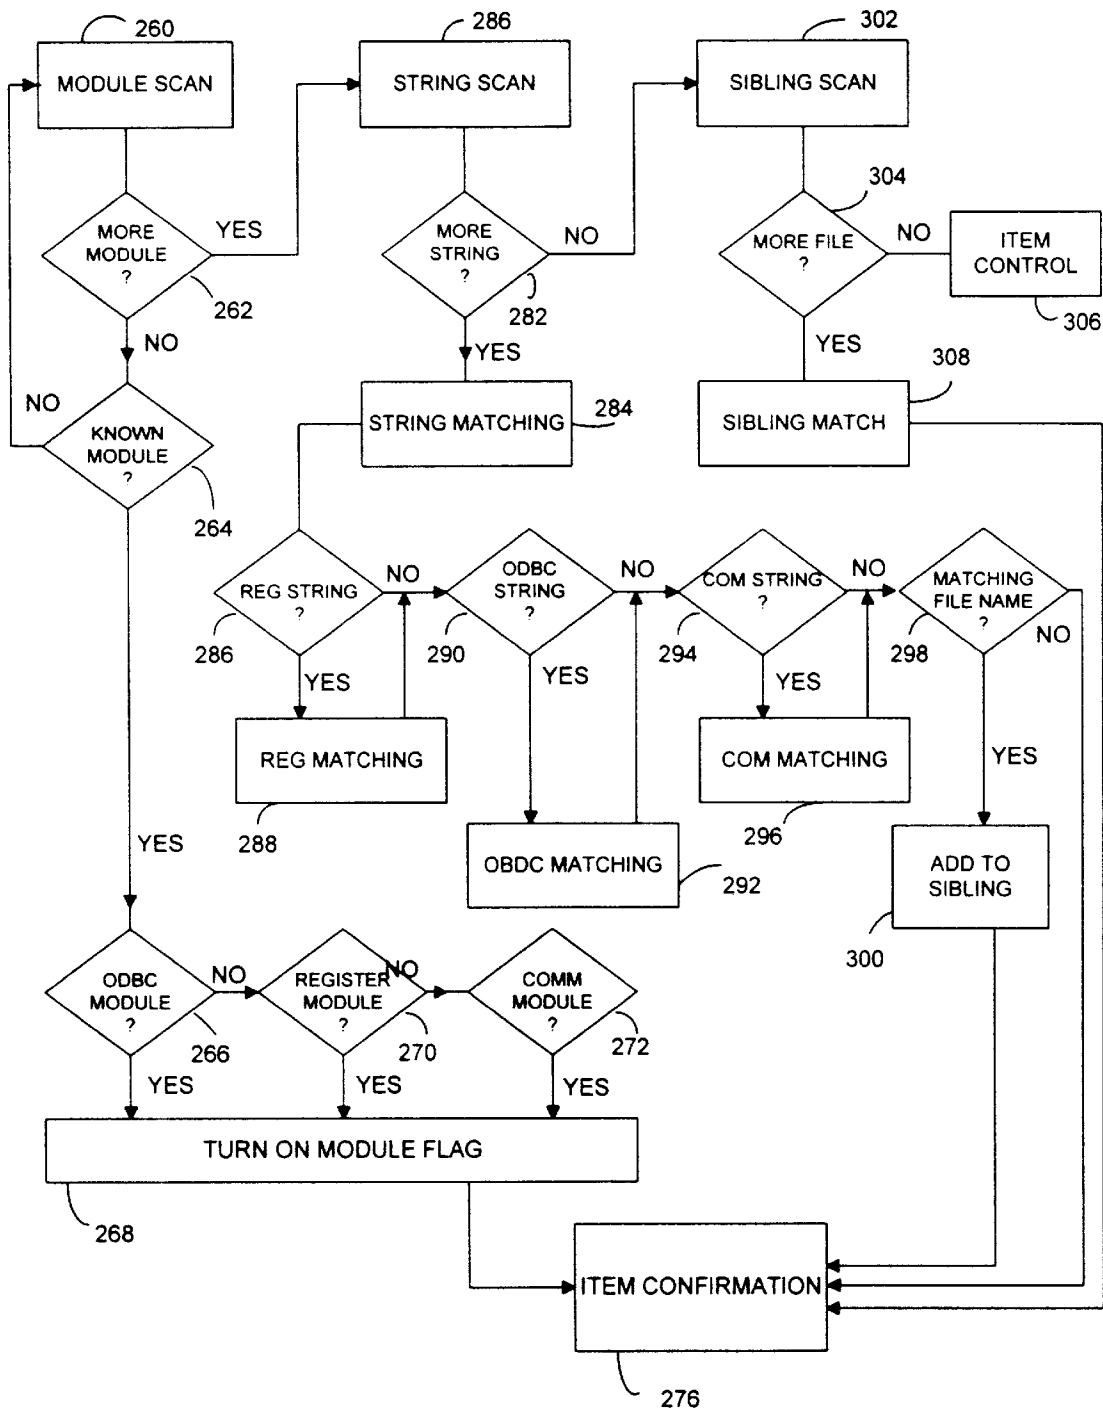 260
286
302
MODULE SCAN
STRING SCAN
SIBLING SCAN
MORE
MODULE
?
YES
262
NO
MORE
STRING
?
NO
282
YES
304
MORE FILE
?
NO
ITEM
CONTROL
306
YES
308
NO
KNOWN
MODULE
?
264
STRING MATCHING
284
SIBLING MATCH
REG STRING
?
NO
286
YES
REG MATCHING
288
ODBC
STRING
?
NO
290
YES
OBDC MATCHING
292
COM STRING
?
NO
294
YES
COM MATCHING
296
MATCHING
FILE NAME
?
NO
298
YES
ADD TO
SIBLING
300
YES
ODBC
MODULE
?
NO
266
YES
REGISTER
MODULE
?
NO
270
YES
COMM
MODULE
?
272
YES
TURN ON MODULE FLAG
268
ITEM CONFIRMATION
276